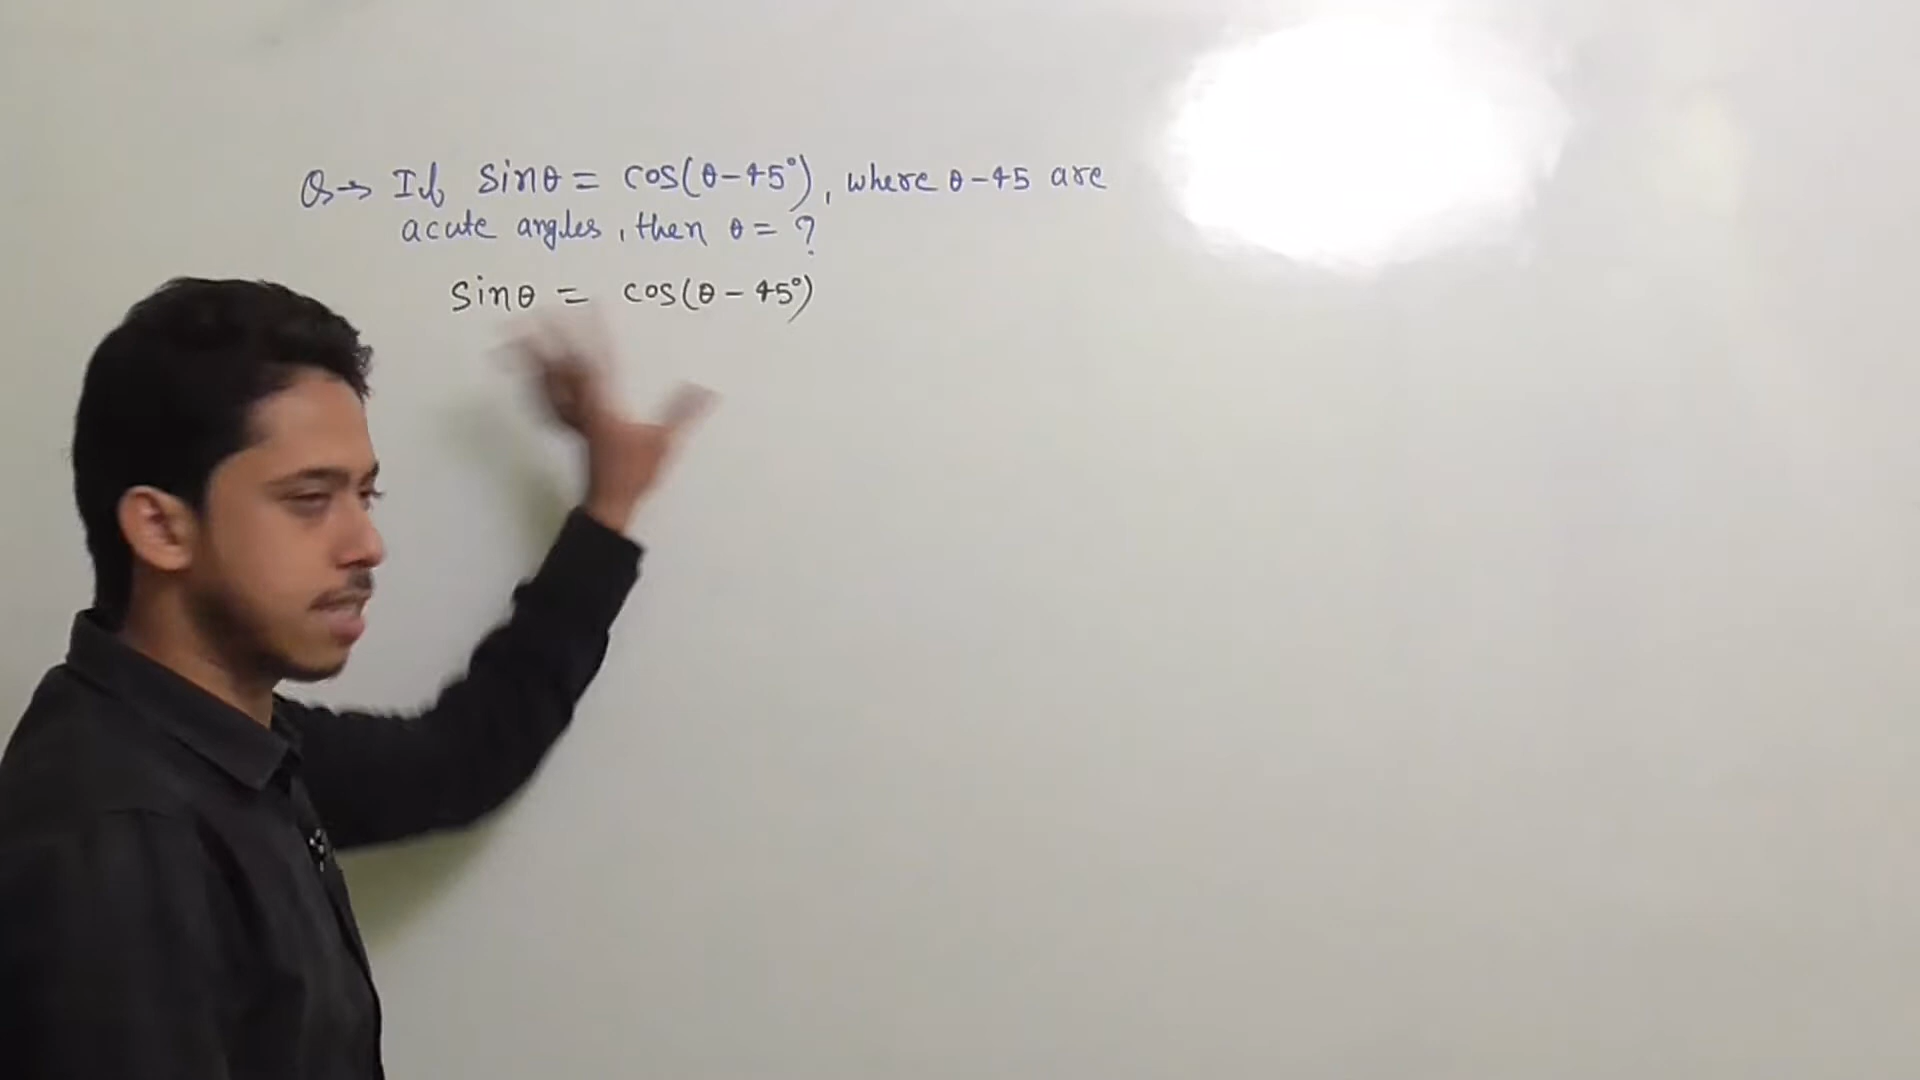 Q→ If sinθ = cos(θ-45°), where θ-45 are
acute angles, then θ = ?
sinθ = cos(θ - 45°)